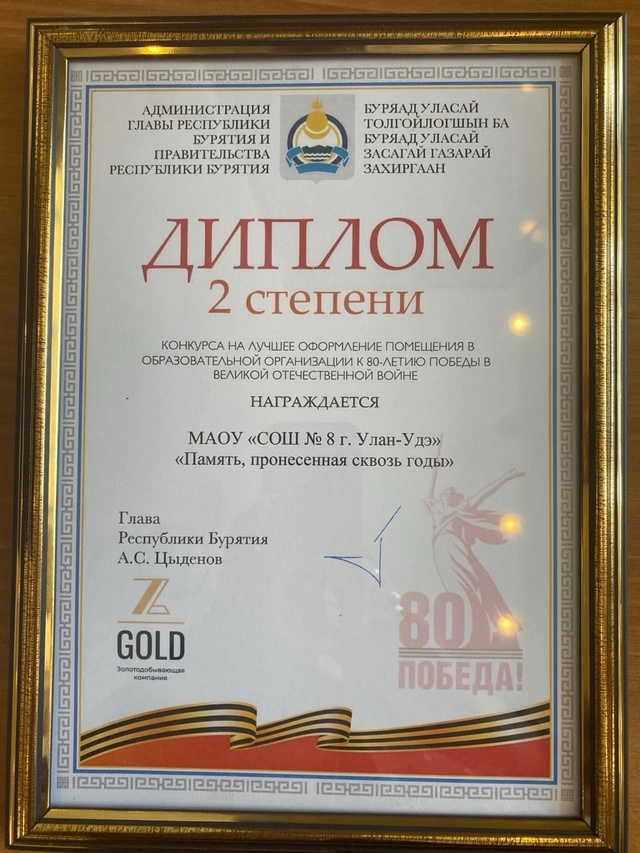 АДМИНИСТРАЦИЯ
ГЛАВЫ РЕСПУБЛИКИ
БУРЯТИЯ И
ПРАВИТЕЛЬСТВА
РЕСПУБЛИКИ БУРЯТИЯ
БУРЯАД УЛАСАЙ
ТОЛГОЙЛОГШЫН БА
БУРЯАД УЛАСАЙ
ЗАСАГАЙ ГАЗАРАЙ
ЗАХИРГААН
ДИПЛОМ
2 степени
КОНКУРСА НА ЛУЧШЕЕ ОФОРМЛЕНИЕ ПОМЕЩЕНИЯ В
ОБРАЗОВАТЕЛЬНОЙ ОРГАНИЗАЦИИ К 80-ЛЕТИЮ ПОБЕДЫ В
ВЕЛИКОЙ ОТЕЧЕСТВЕННОЙ ВОЙНЕ
НАГРАЖДАЕТСЯ
МАОУ «СОШ № 8 г. Улан-Удэ»
«Память, пронесенная сквозь годы»
Глава
Республики Бурятия
А.С. Цыденов
GOLD
Золотодобывающая
компания
80
ПОБЕДА!